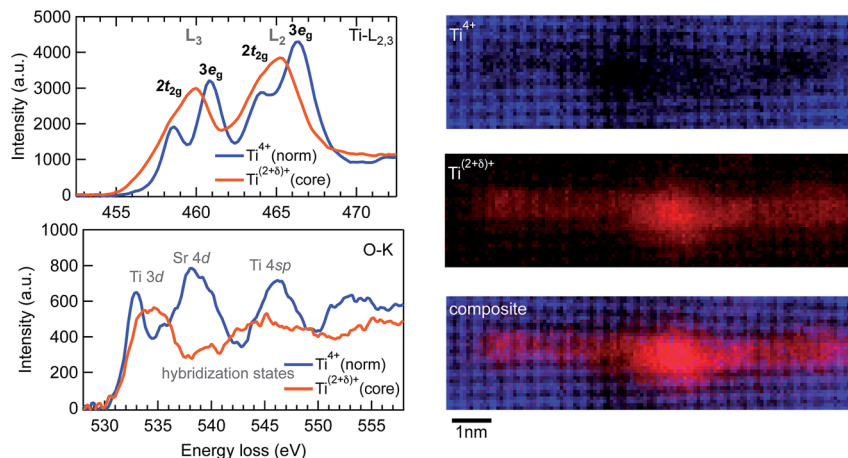 5000
4000
3000
2000
1000
0
Intensity (a.u.)
L3
L2
Ti-L2,3
2t2g
3eg
2t2g
3eg
Ti4+(norm)
Ti(2+δ)+(core)
455
460
465
470
1000
800
600
400
200
0
Intensity (a.u.)
O-K
Ti 3d
Sr 4d
Ti 4sp
hybridization states
Ti4+(norm)
Ti(2+δ)+(core)
530
535
540
545
550
555
Energy loss (eV)
Ti4+
Ti(2+δ)+
composite
1nm